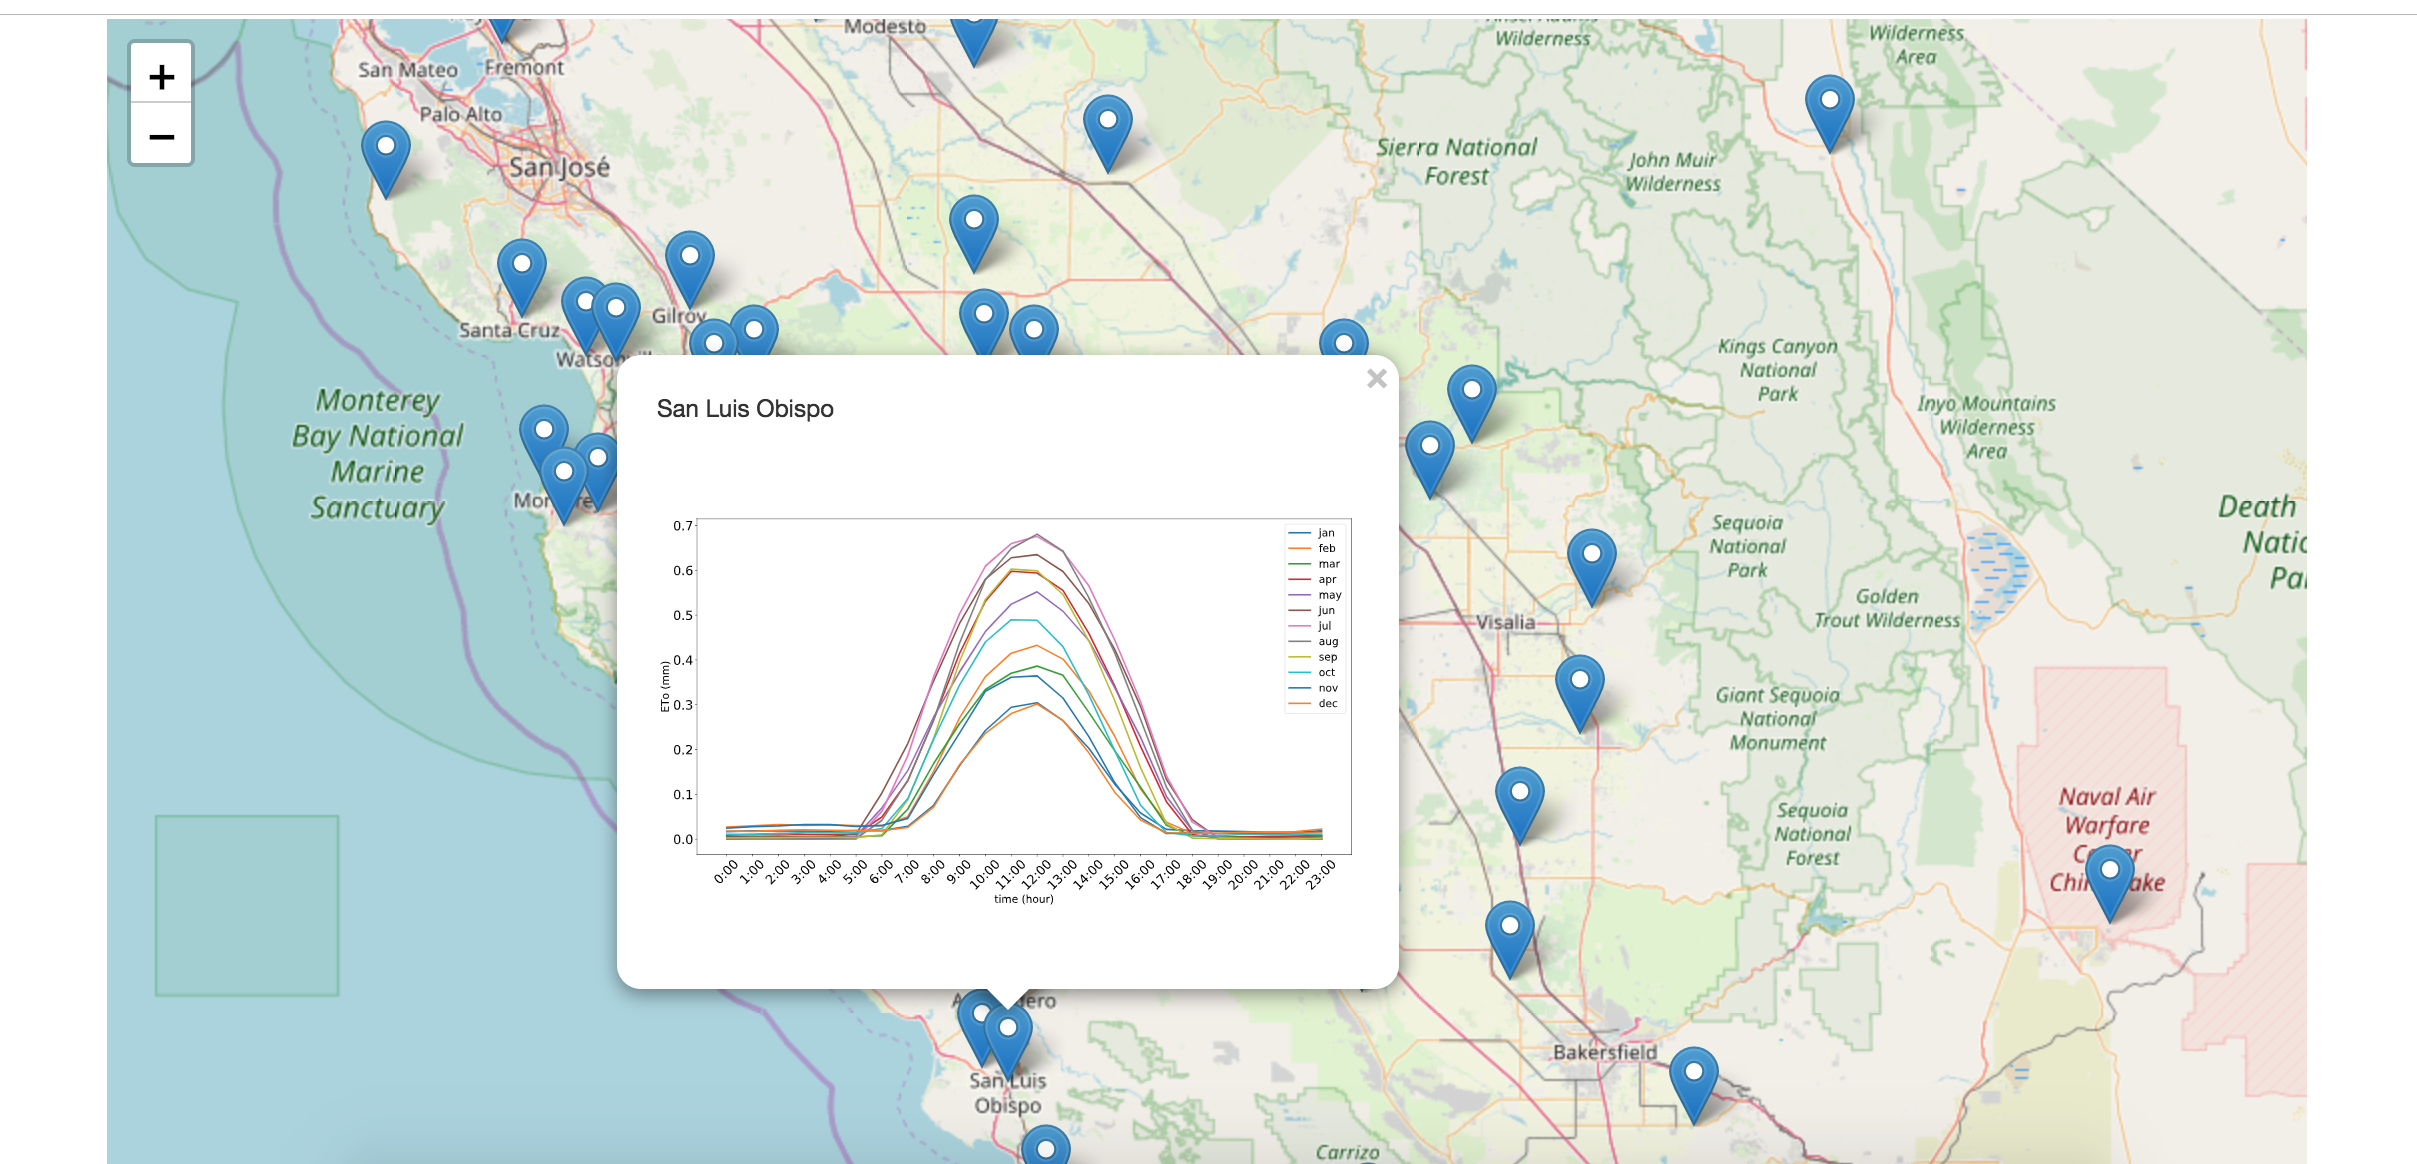 Modesto
Wilderness
Wilderness
Area
San Mateo
Fremont
Palo Alto
San José
Sierra National
Forest
John Muir
Wilderness
+
−
Santa Cruz
Gilroy
Monterey
Bay National
Marine
Sanctuary
Kings Canyon
National
Park
Inyo Mountains
Wilderness
Area
Sequoia
National
Park
Death
Golden
Trout Wilderness
Visalia
Giant Sequoia
National
Monument
Sequoia
National
Forest
Naval Air
Warfare
San Luis Obispo
×
0.7
0.6
0.5
0.4
0.3
0.2
0.1
0.0
ETo (mm)
jan
feb
mar
apr
may
jun
jul
aug
sep
oct
nov
dec
0:00
1:00
2:00
3:00
4:00
5:00
6:00
7:00
8:00
9:00
10:00
11:00
12:00
13:00
14:00
15:00
16:00
17:00
18:00
19:00
20:00
21:00
22:00
23:00
time (hour)
San Luis
Obispo
Bakersfield
Carrizo